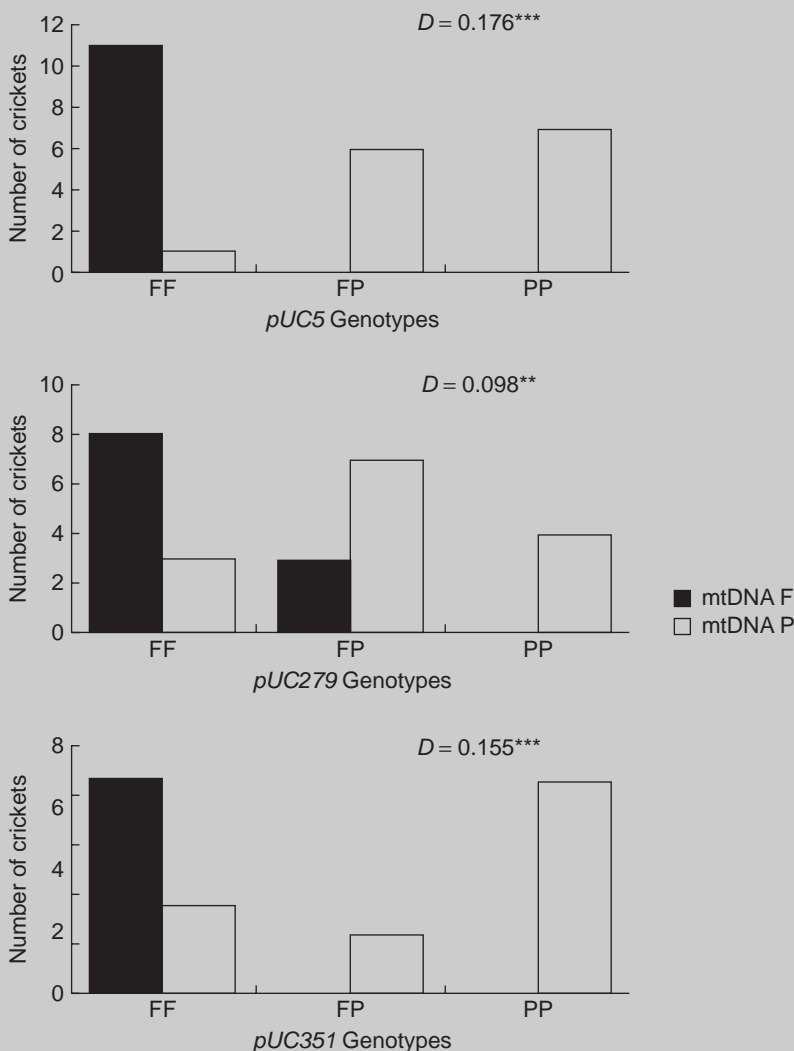 D = 0.176***
Number of crickets
12
10
8
6
4
2
0
FF FP PP
pUC5 Genotypes
D = 0.098**
Number of crickets
10
8
6
4
2
0
FF FP PP
pUC279 Genotypes
mtDNA F
mtDNA P
D = 0.155***
Number of crickets
8
6
4
2
0
FF FP PP
pUC351 Genotypes